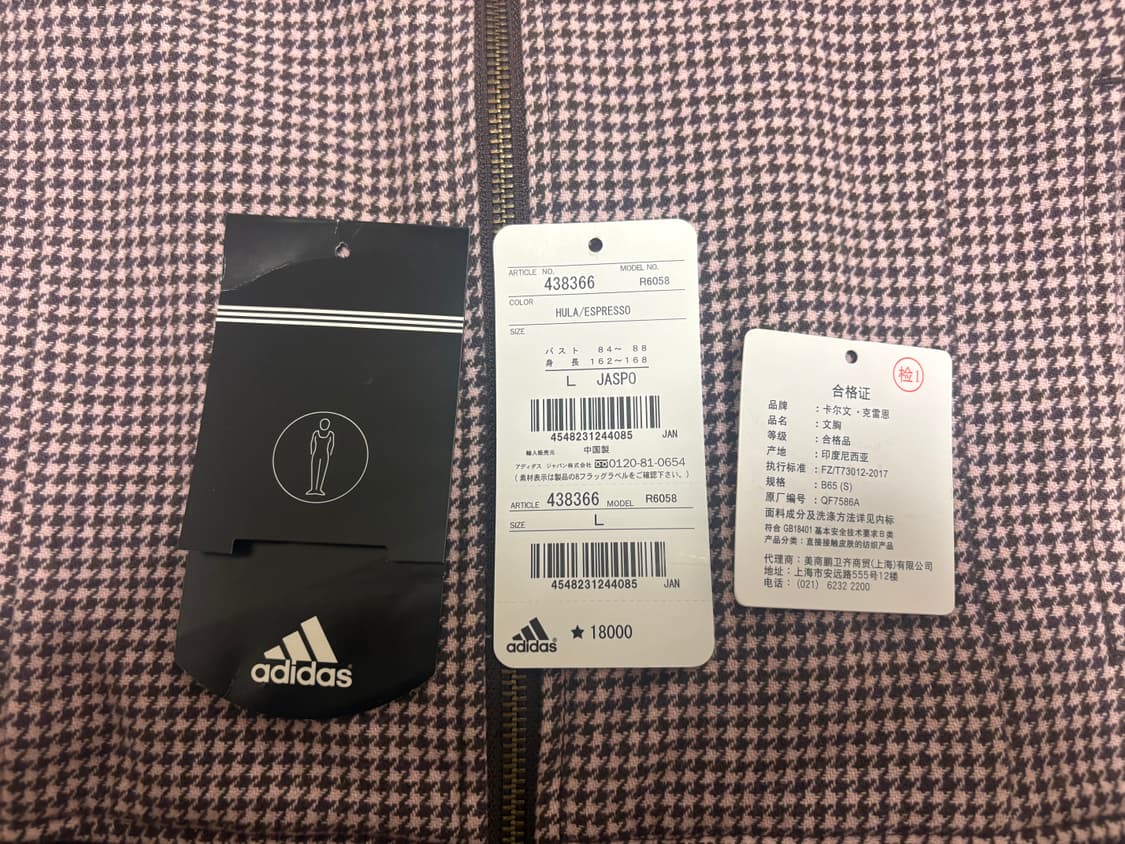 adidas
ARTICLE NO. MODEL NO.
438366 R6058
COLOR
HULA/ESPRESSO
SIZE
バスト 84～ 88
身 長 162～168
L JASPO
4548231244085 JAN
輸入販売元 中国製
アディダス ジャパン株式会社 0120-81-0654
(素材表示は製品の8フラッグラベルをご確認下さい。)
ARTICLE 438366 MODEL R6058
SIZE L
4548231244085 JAN
adidas ★ 18000
检1
合格证
品牌 ：卡尔文·克雷恩
品名 ：文胸
等级 ：合格品
产地 ：印度尼西亚
执行标准 ：FZ/T73012-2017
规格 ：B65 (S)
原厂编号 ：QF7586A
面料成分及洗涤方法详见内标
符合 GB18401 基本安全技术要求 B 类
产品分类：直接接触皮肤的纺织产品
代理商：美商鹏卫齐商贸(上海)有限公司
地址：上海市安远路555号12楼
电话： (021) 6232 2200